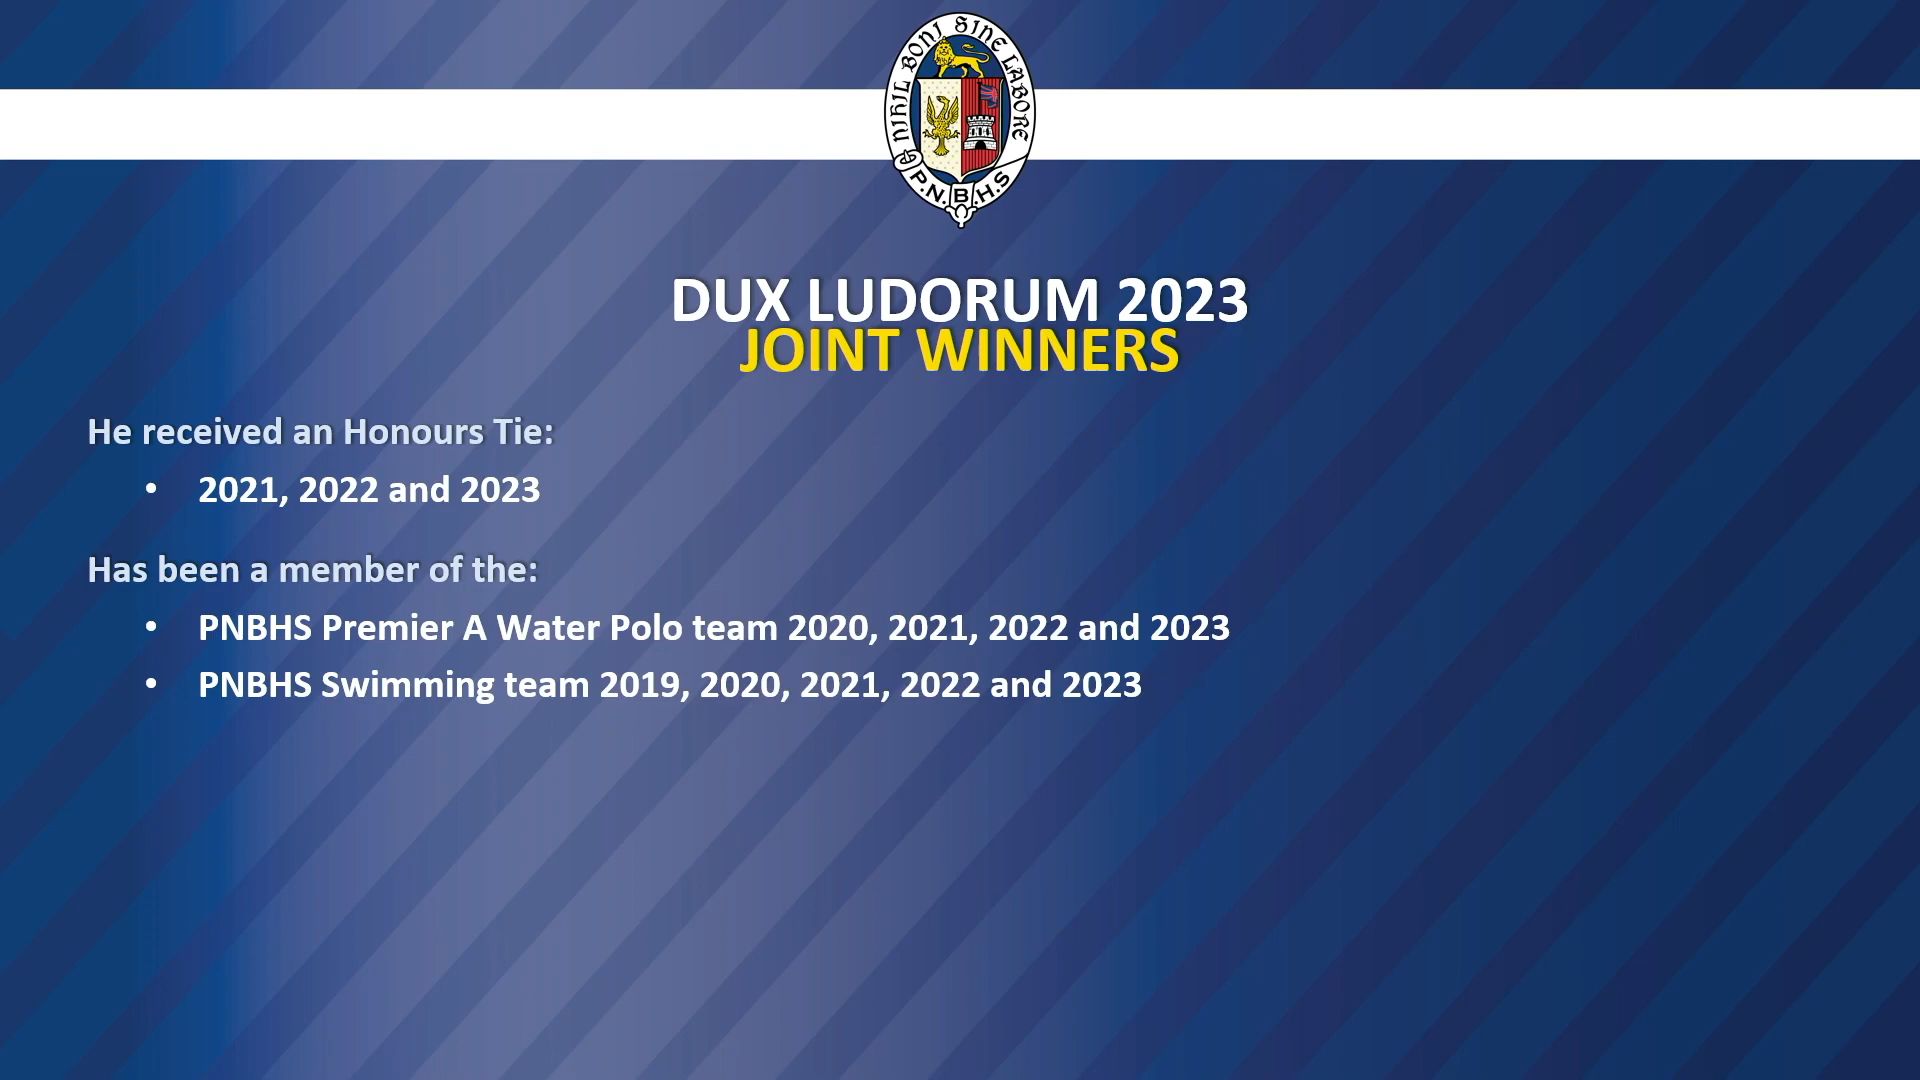 NIHIL BONI SINE LABORE
P.N.B.H.S
DUX LUDORUM 2023
JOINT WINNERS
He received an Honours Tie:
• 2021, 2022 and 2023
Has been a member of the:
• PNBHS Premier A Water Polo team 2020, 2021, 2022 and 2023
• PNBHS Swimming team 2019, 2020, 2021, 2022 and 2023